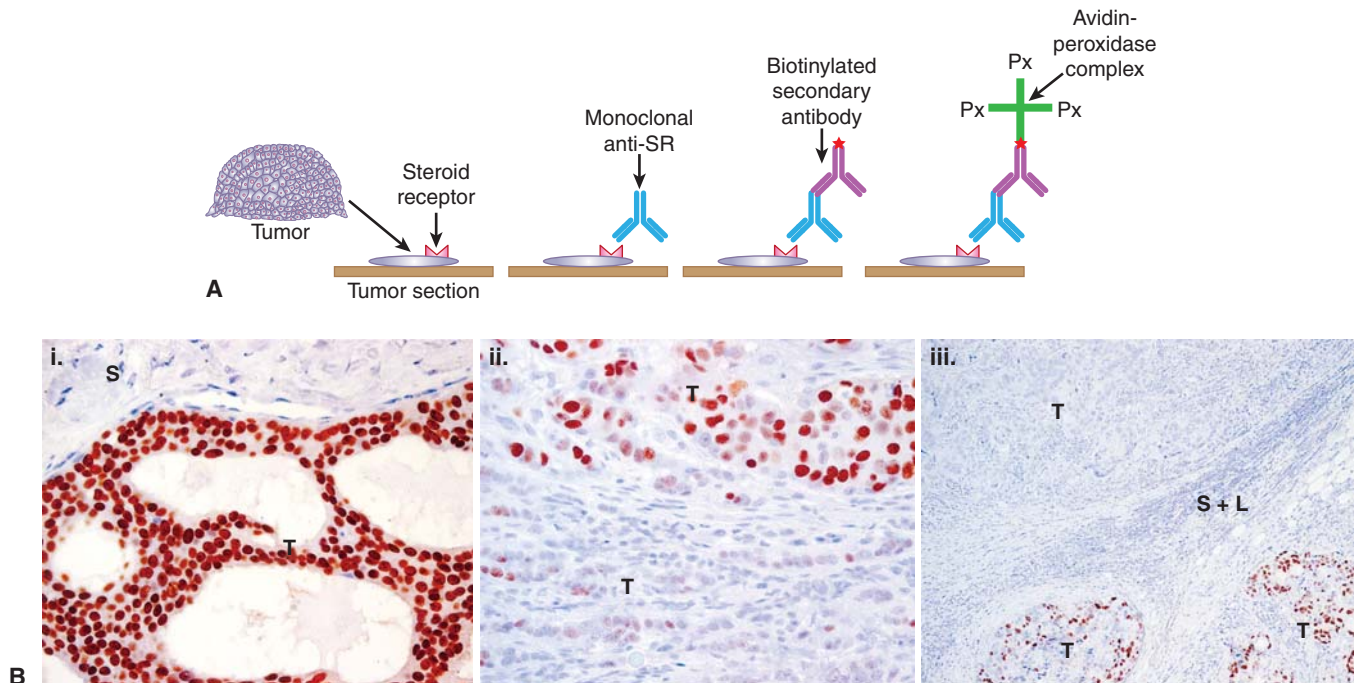 Avidin-
peroxidase
complex
Px
Px
Px
Biotinylated
secondary
antibody
Monoclonal
anti-SR
Steroid
receptor
Tumor
Tumor section
A
i.
S
T
ii.
T
T
iii.
T
S + L
T
T
B